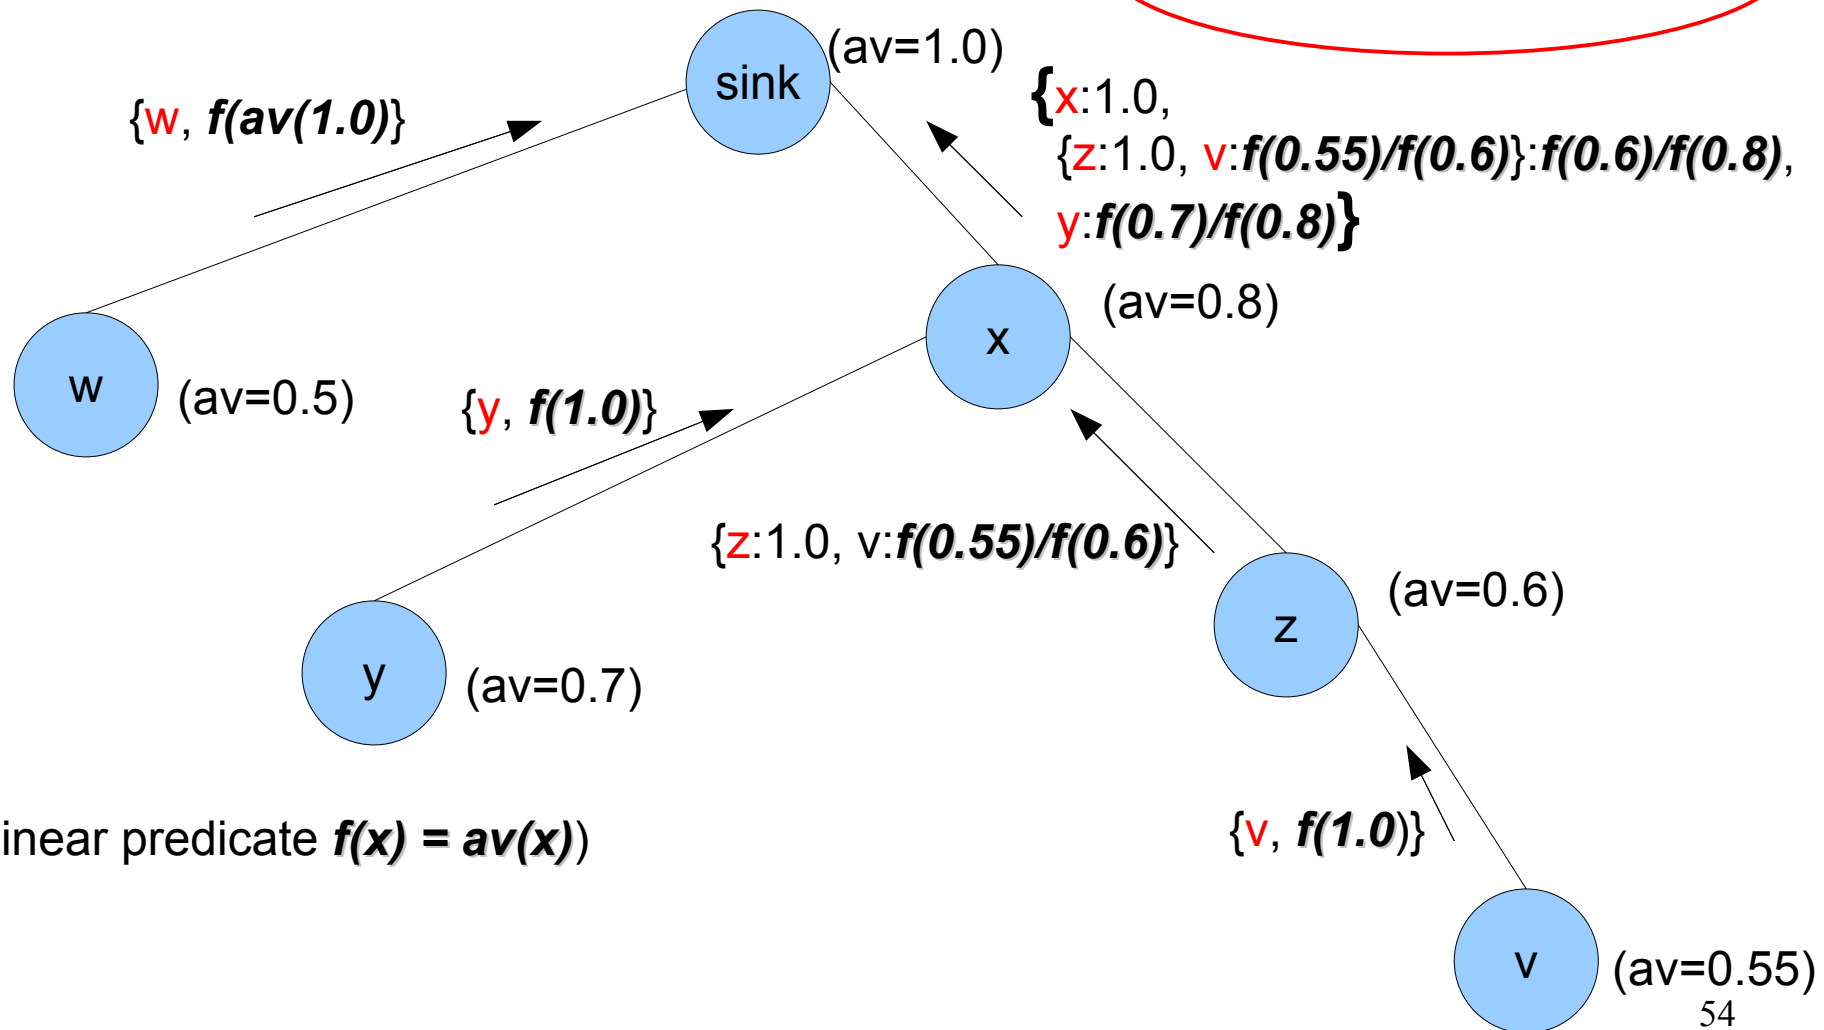 sink
(av=1.0)
{w, f(av(1.0)}
{x:1.0,
{z:1.0, v:f(0.55)/f(0.6)}:f(0.6)/f(0.8),
y:f(0.7)/f(0.8)}
x
(av=0.8)
w
(av=0.5)
{y, f(1.0)}
{z:1.0, v:f(0.55)/f(0.6)}
z
(av=0.6)
y
(av=0.7)
inear predicate f(x) = av(x))
{v, f(1.0)}
v
(av=0.55)
54